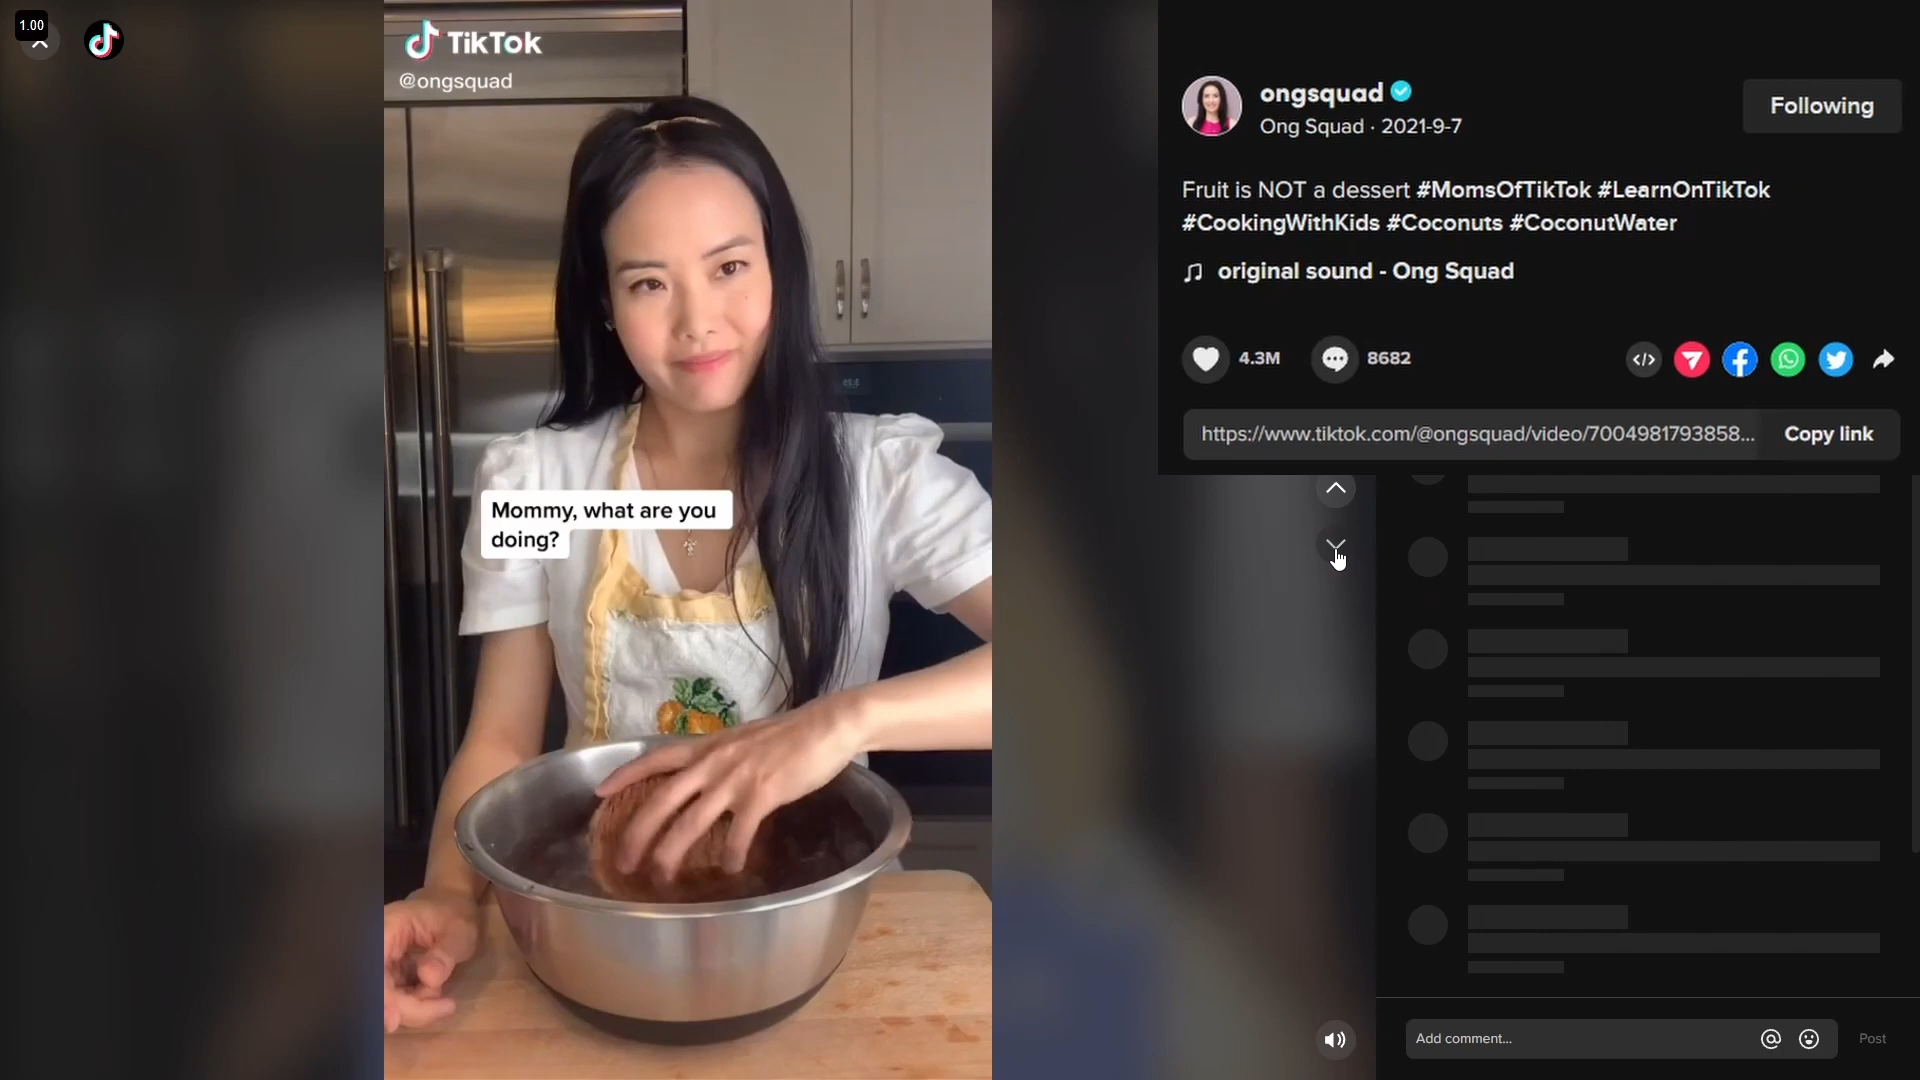 1.00
TikTok
@ongsquad
Mommy, what are you
doing?
ongsquad
Ong Squad · 2021-9-7
Following
Fruit is NOT a dessert #MomsOfTikTok #LearnOnTikTok
#CookingWithKids #Coconuts #CoconutWater
original sound - Ong Squad
4.3M
8682
https://www.tiktok.com/@ongsquad/video/7004981793858...
Copy link
Add comment...
Post